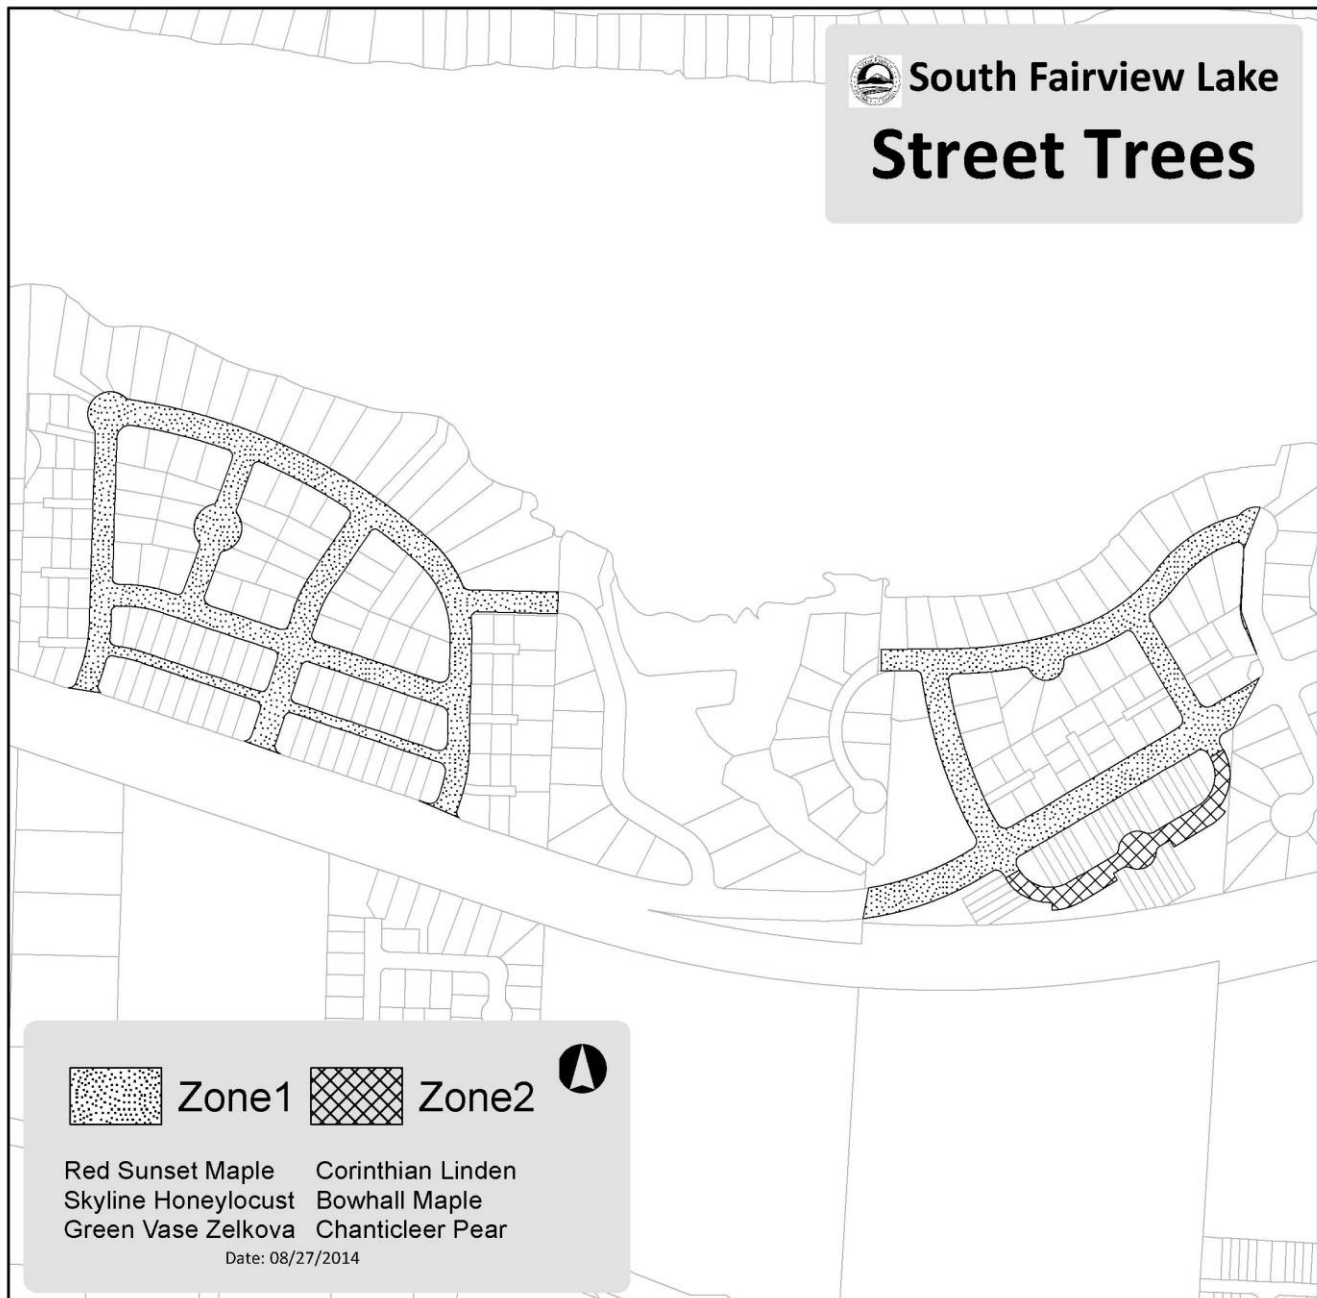 South Fairview Lake
Street Trees
Zone1 Zone2
Red Sunset Maple Corinthian Linden
Skyline Honeylocust Bowhall Maple
Green Vase Zelkova Chanticleer Pear
Date: 08/27/2014